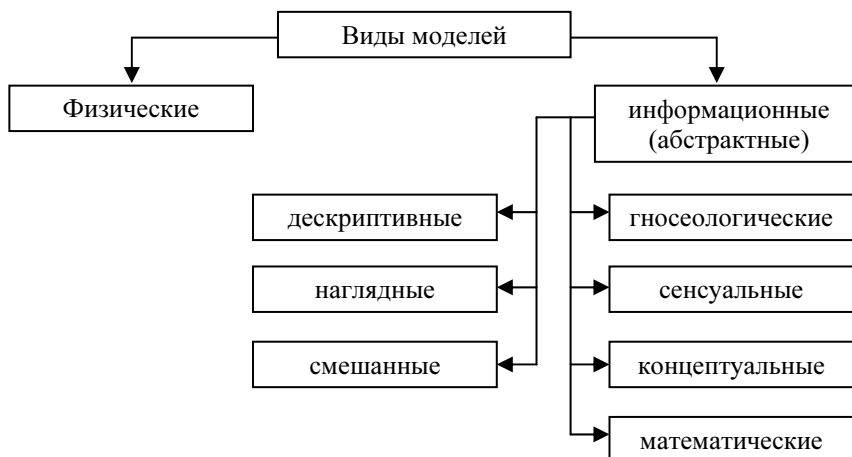 Виды моделей
Физические
информационные
(абстрактные)
дескриптивные
гносеологические
наглядные
сенсуальные
смешанные
концептуальные
математические